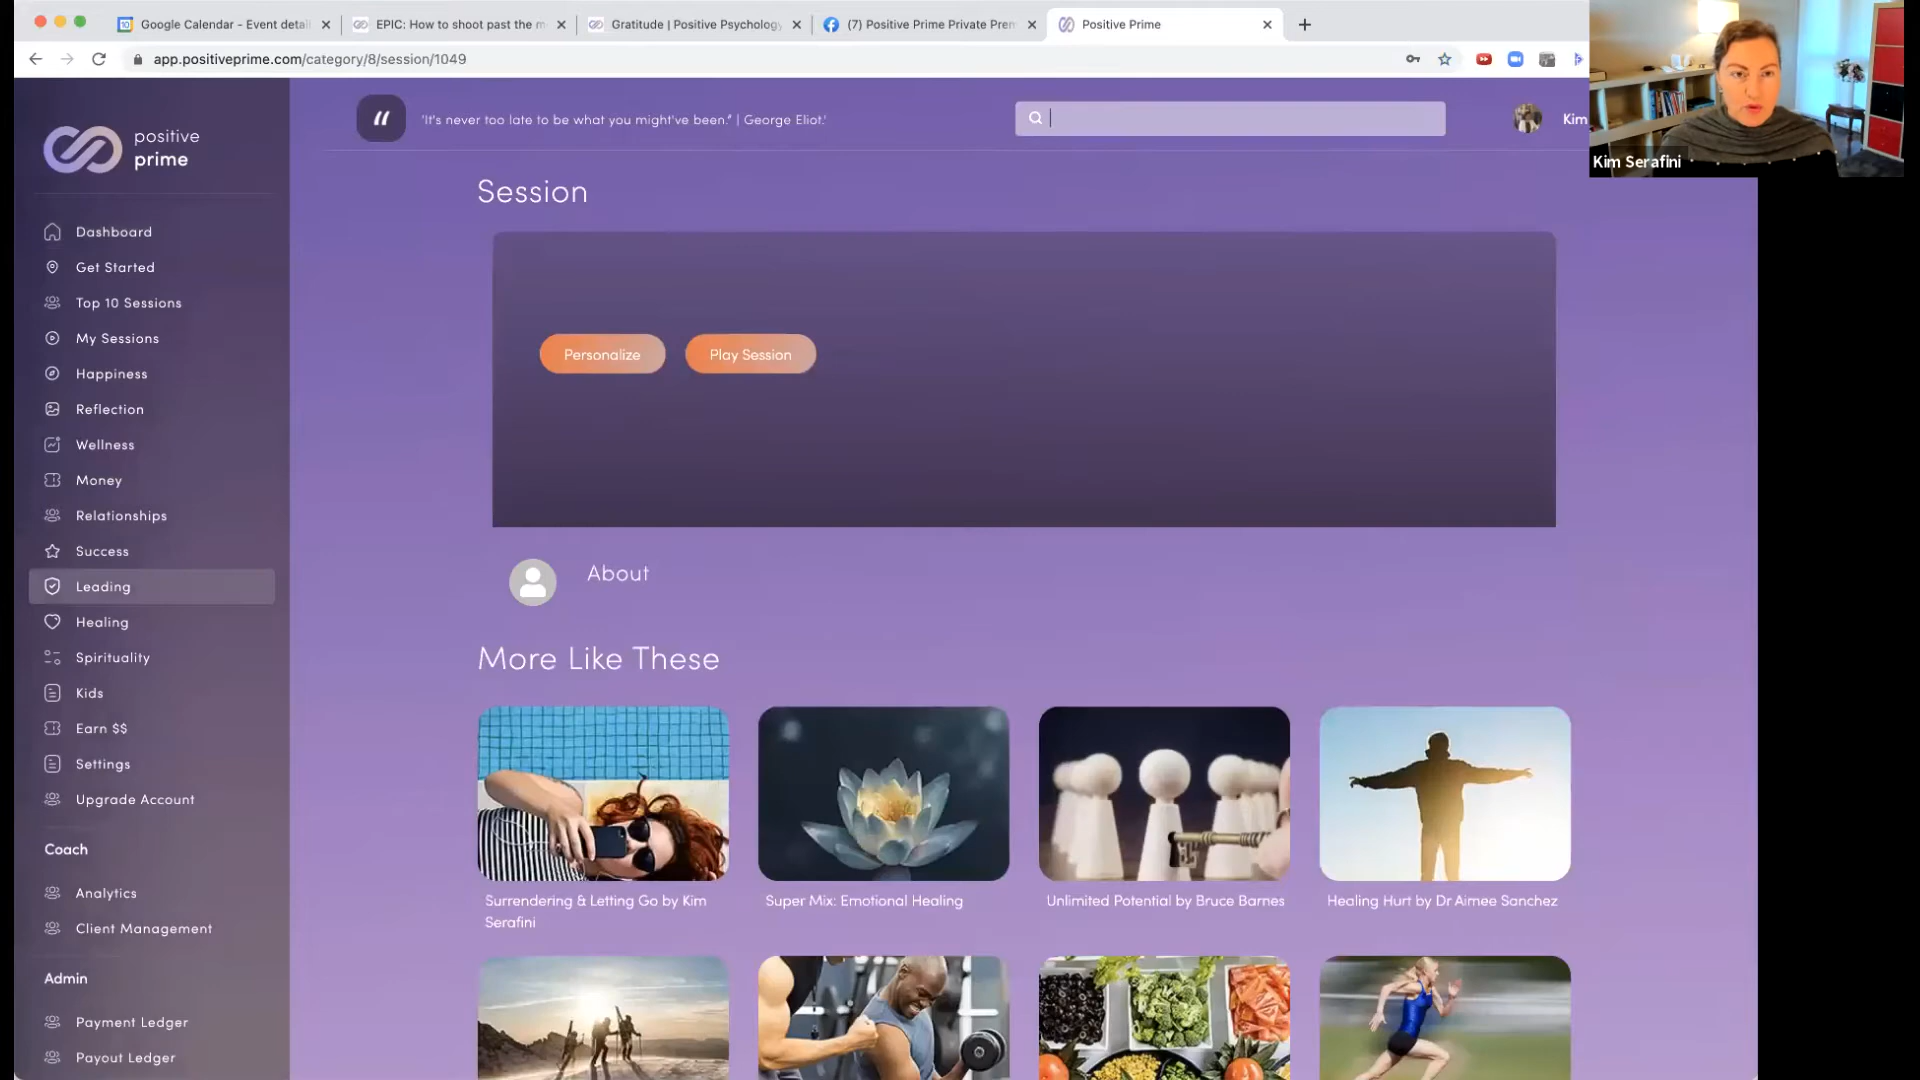 Google Calendar - Event detail
EPIC: How to shoot past the m
Gratitude | Positive Psychology
(7) Positive Prime Private Prem
Positive Prime
app.positiveprime.com/category/8/session/1049
positive
prime
'It's never too late to be what you might've been." | George Eliot.'
Kim
Kim Serafini
Dashboard
Get Started
Top 10 Sessions
My Sessions
Happiness
Reflection
Wellness
Money
Relationships
Success
Leading
Healing
Spirituality
Kids
Earn $$
Settings
Upgrade Account
Coach
Analytics
Client Management
Admin
Payment Ledger
Payout Ledger
Session
Personalize
Play Session
About
More Like These
Surrendering & Letting Go by Kim
Serafini
Super Mix: Emotional Healing
Unlimited Potential by Bruce Barnes
Healing Hurt by Dr Aimee Sanchez